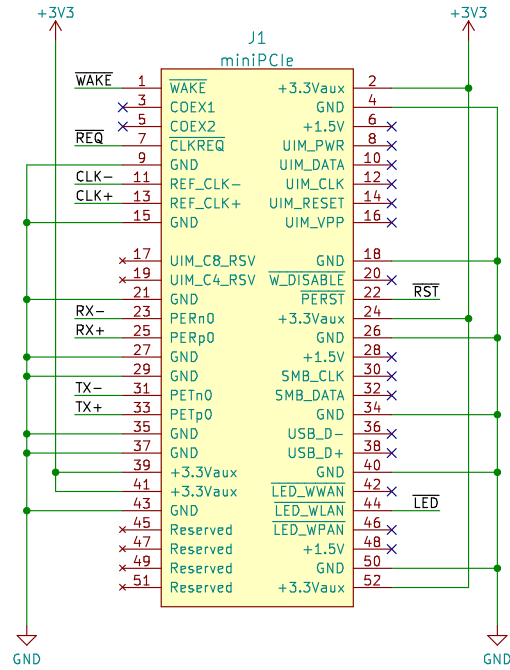 +3V3 +3V3
J1
miniPCIe
WAKE 1 WAKE +3.3Vaux 2
3 COEX1 GND 4
5 COEX2 +1.5V 6
REQ 7 CLKREQ UIM_PWR 8
9 GND UIM_DATA 10
CLK- 11 REF_CLK- UIM_CLK 12
CLK+ 13 REF_CLK+ UIM_RESET 14
15 GND UIM_VPP 16
17 UIM_C8_RSV GND 18
19 UIM_C4_RSV W_DISABLE 20
21 GND PERST 22 RST
RX- 23 PERn0 +3.3Vaux 24
RX+ 25 PERp0 GND 26
27 GND +1.5V 28
29 GND SMB_CLK 30
TX- 31 PETn0 SMB_DATA 32
TX+ 33 PETp0 GND 34
35 GND USB_D- 36
37 GND USB_D+ 38
39 +3.3Vaux GND 40
41 +3.3Vaux LED_WWAN 42
43 GND LED_WLAN 44 LED
45 Reserved LED_WPAN 46
47 Reserved +1.5V 48
49 Reserved GND 50
51 Reserved +3.3Vaux 52
GND GND